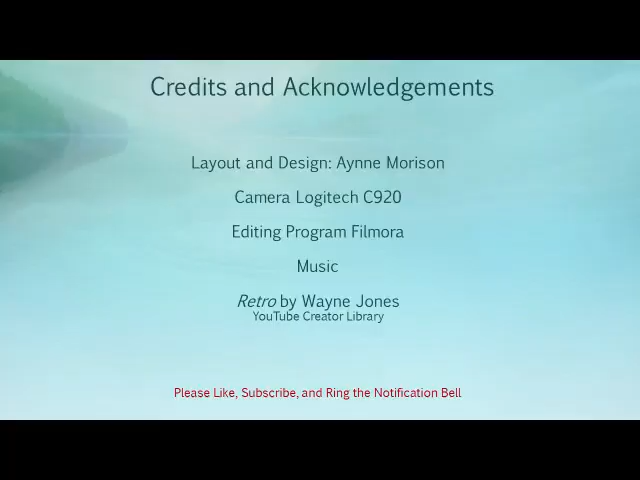 Credits and Acknowledgements
Layout and Design: Aynne Morison
Camera Logitech C920
Editing Program Filmora
Music
Retro by Wayne Jones
YouTube Creator Library
Please Like, Subscribe, and Ring the Notification Bell